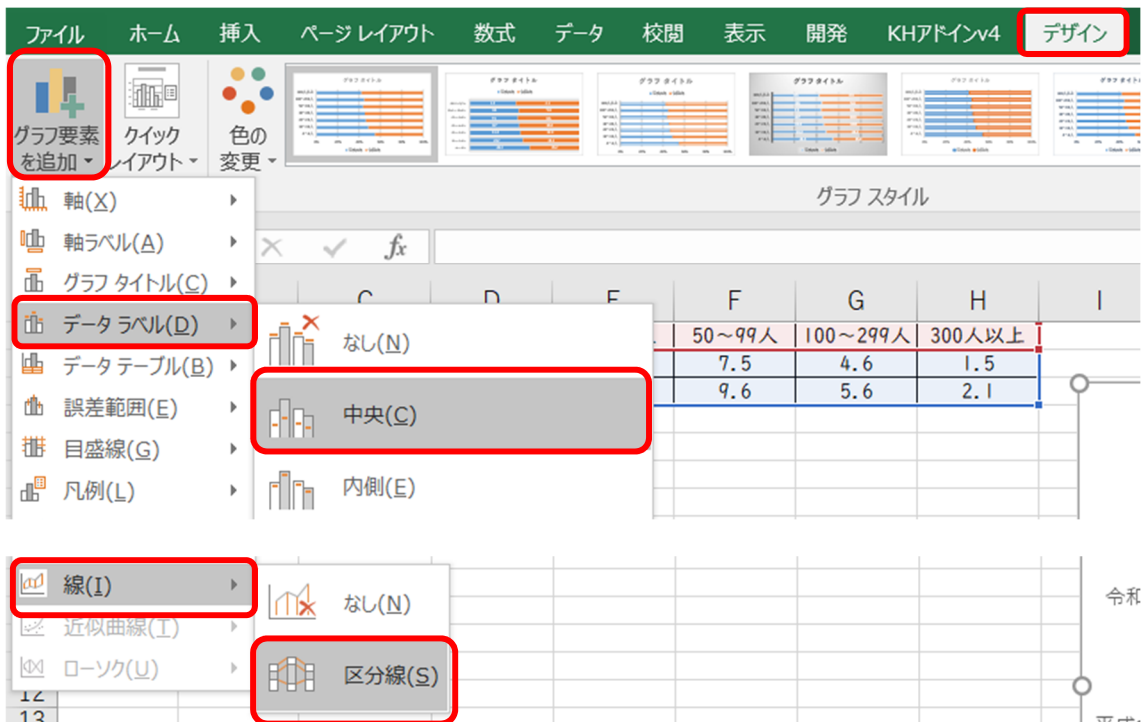 ファイル ホーム 挿入 ページ レイアウト 数式 データ 校閲 表示 開発 KHアドインv4 デザイン
グラフ要素
を追加
クイック
レイアウト
色の
変更
グラフ スタイル
軸(X)
軸ラベル(A)
グラフ タイトル(C)
データ ラベル(D)
データ テーブル(B)
誤差範囲(E)
目盛線(G)
凡例(L)
fx
C D E F G H I
なし(N)
中央(C)
内側(E)
50～99人 100～299人 300人以上
7.5 4.6 1.5
9.6 5.6 2.1
線(I)
近似曲線(T)
ローソク(U)
なし(N)
区分線(S)
令和
12
13
平成